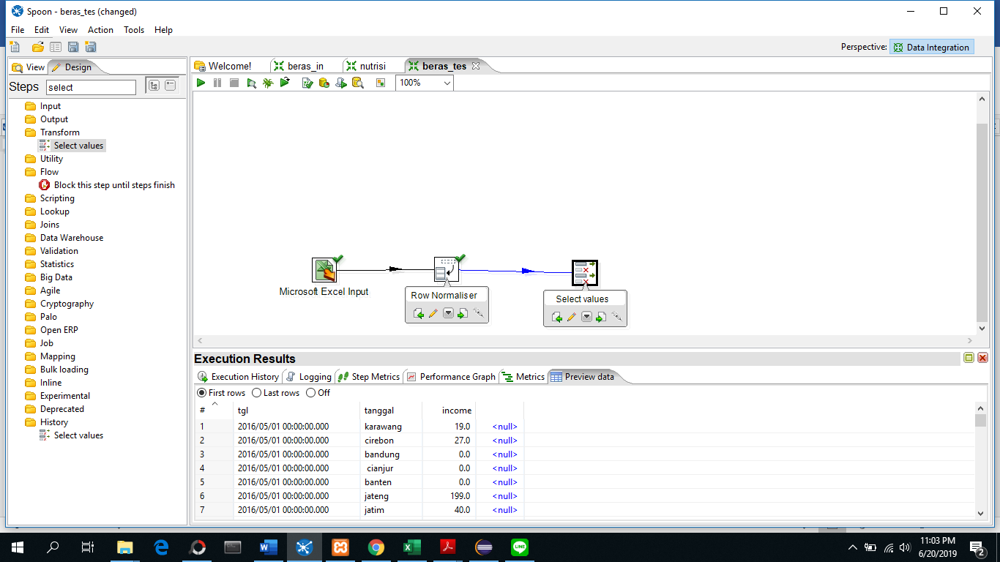 Spoon - beras_tes (changed)
File Edit View Action Tools Help
Perspective: Data Integration
View Design
Welcome! beras_in nutrisi beras_tes
Steps select
100%
Input
Output
Transform
Select values
Utility
Flow
Block this step until steps finish
Scripting
Lookup
Joins
Data Warehouse
Validation
Statistics
Big Data
Agile
Cryptography
Palo
Open ERP
Job
Mapping
Bulk loading
Inline
Experimental
Deprecated
History
Select values
Microsoft Excel Input
Row Normaliser
Select values
Execution Results
Execution History Logging Step Metrics Performance Graph Metrics Preview data
First rows Last rows Off
# tgl tanggal income
1 2016/05/01 00:00:00.000 karawang 19.0 <null>
2 2016/05/01 00:00:00.000 cirebon 27.0 <null>
3 2016/05/01 00:00:00.000 bandung 0.0 <null>
4 2016/05/01 00:00:00.000 cianjur 0.0 <null>
5 2016/05/01 00:00:00.000 banten 0.0 <null>
6 2016/05/01 00:00:00.000 jateng 199.0 <null>
7 2016/05/01 00:00:00.000 jatim 40.0 <null>
11:03 PM
6/20/2019
2
LINE